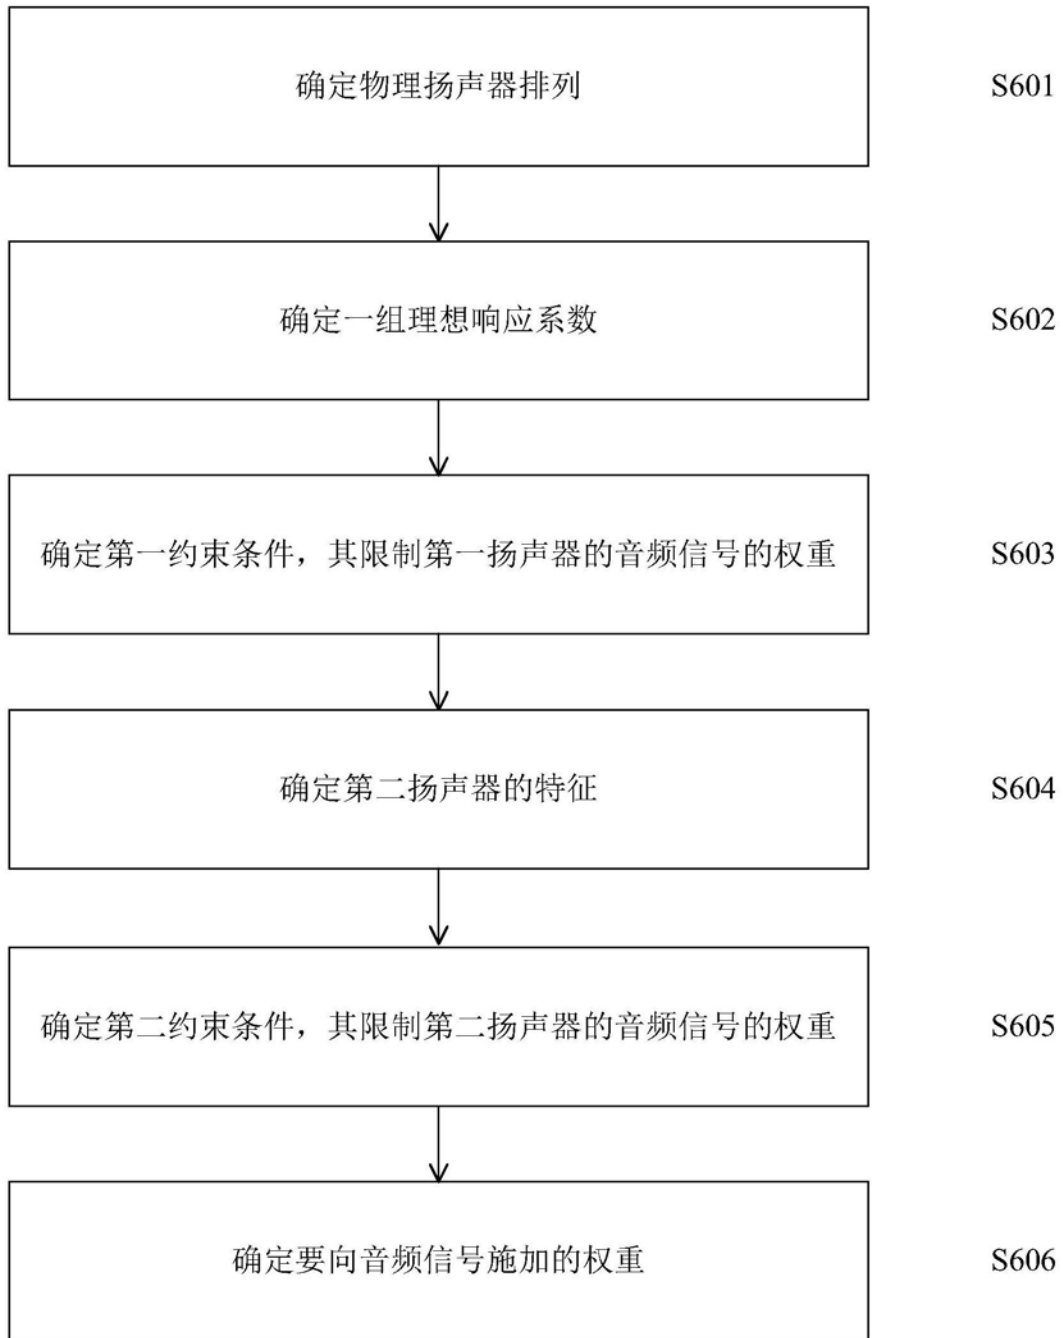 确定物理扬声器排列 S601
确定一组理想响应系数 S602
确定第一约束条件，其限制第一扬声器的音频信号的权重 S603
确定第二扬声器的特征 S604
确定第二约束条件，其限制第二扬声器的音频信号的权重 S605
确定要向音频信号施加的权重 S606